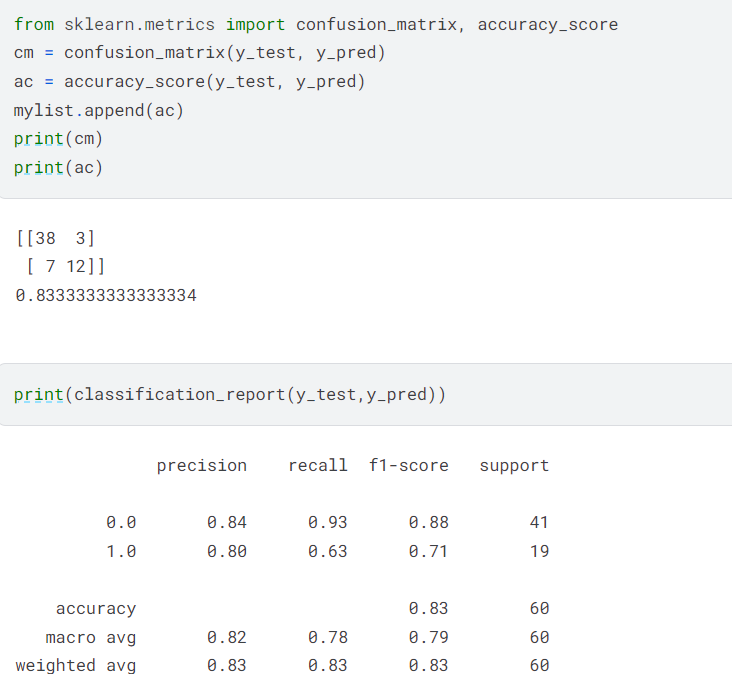 from sklearn.metrics import confusion_matrix, accuracy_score
cm = confusion_matrix(y_test, y_pred)
ac = accuracy_score(y_test, y_pred)
mylist.append(ac)
print(cm)
print(ac)
[[38  3]
 [ 7 12]]
0.8333333333333334
print(classification_report(y_test,y_pred))
precision    recall  f1-score   support
0.0       0.84      0.93      0.88        41
1.0       0.80      0.63      0.71        19
accuracy                           0.83        60
macro avg       0.82      0.78      0.79        60
weighted avg       0.83      0.83      0.83        60